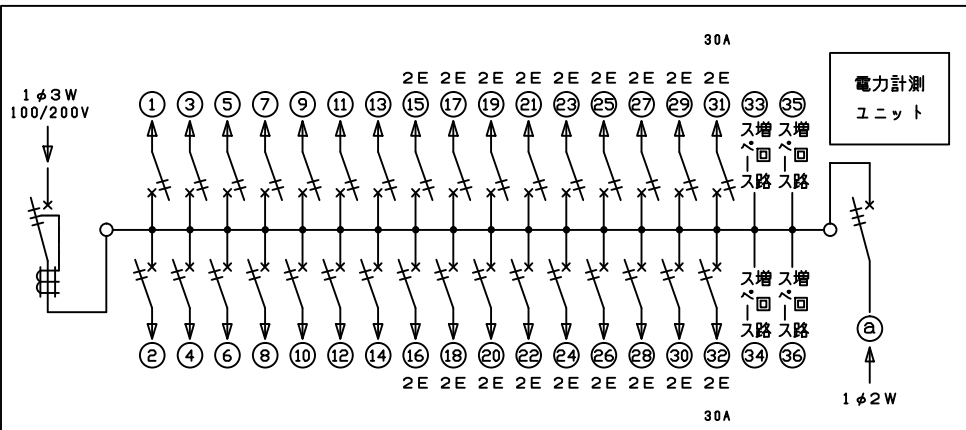 30A
2E 2E 2E 2E 2E 2E 2E 2E 2E
1φ3W
100/200V
① ③ ⑤ ⑦ ⑨ ⑪ ⑬ ⑮ ⑰ ⑲ ㉑ ㉓ ㉕ ㉗ ㉙ ㉛ ㉝ ㉟
電力計測
ユニット
増回路
スペース
増回路
スペース
増回路
スペース
増回路
スペース
② ④ ⑥ ⑧ ⑩ ⑫ ⑭ ⑯ ⑱ ⑳ ㉒ ㉔ ㉖ ㉘ ㉚ ㉜ ㉞ ㊱
ⓐ
2E 2E 2E 2E 2E 2E 2E 2E 2E
1φ2W
30A